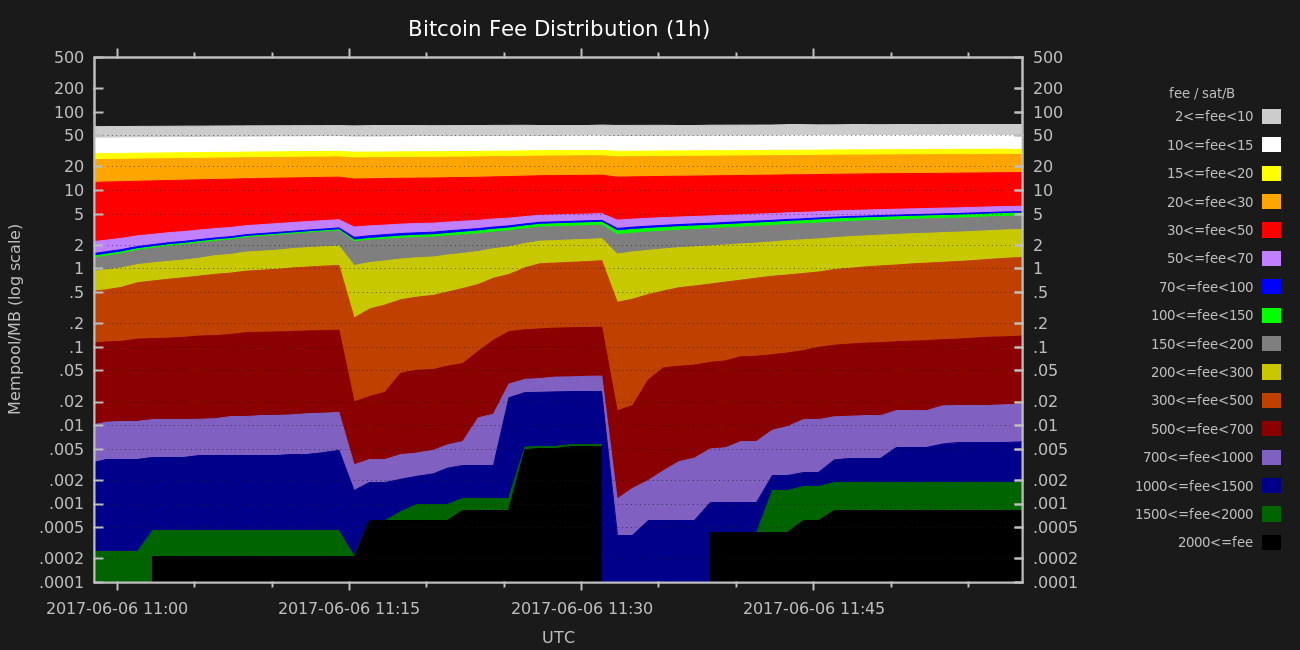 Bitcoin Fee Distribution (1h)
500
200
100
50
20
10
5
2
1
.5
.2
.1
.05
.02
.01
.005
.002
.001
.0005
.0002
.0001
Mempool/MB (log scale)
500
200
100
50
20
10
5
2
1
.5
.2
.1
.05
.02
.01
.005
.002
.001
.0005
.0002
.0001
2017-06-06 11:00
2017-06-06 11:15
2017-06-06 11:30
2017-06-06 11:45
UTC
fee / sat/B
2<=fee<10
10<=fee<15
15<=fee<20
20<=fee<30
30<=fee<50
50<=fee<70
70<=fee<100
100<=fee<150
150<=fee<200
200<=fee<300
300<=fee<500
500<=fee<700
700<=fee<1000
1000<=fee<1500
1500<=fee<2000
2000<=fee